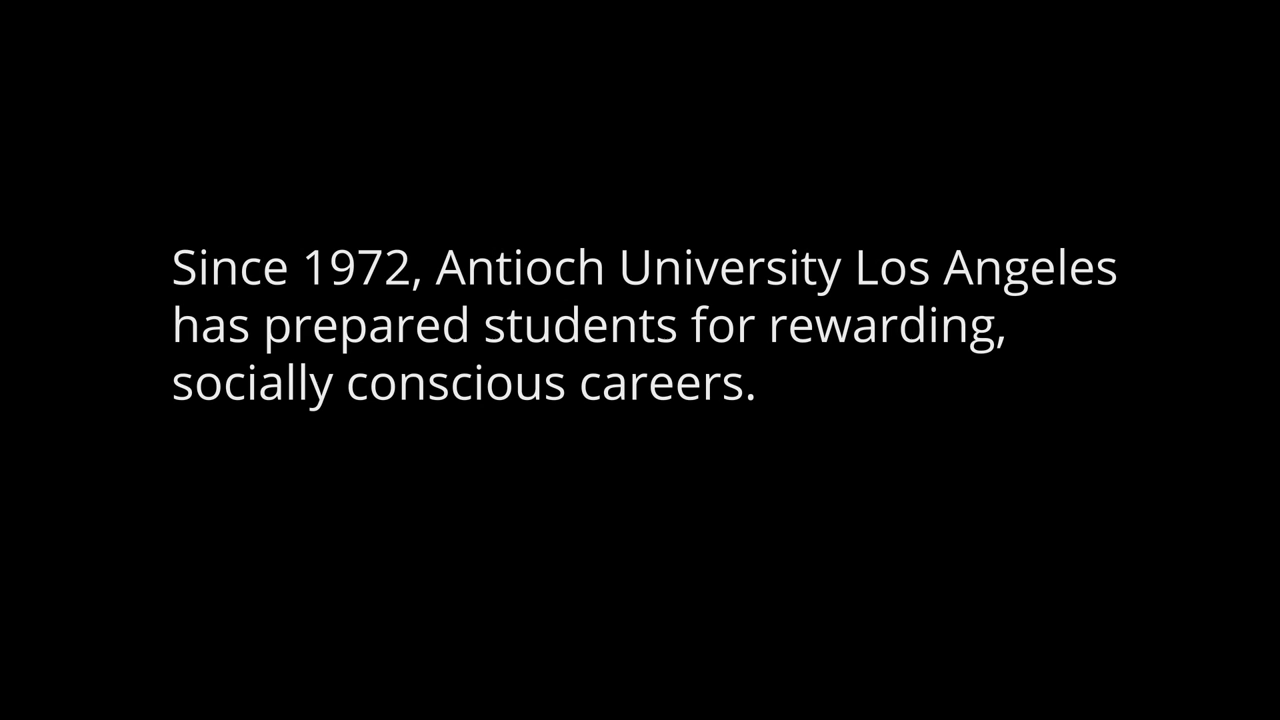 Since 1972, Antioch University Los Angeles
has prepared students for rewarding,
socially conscious careers.